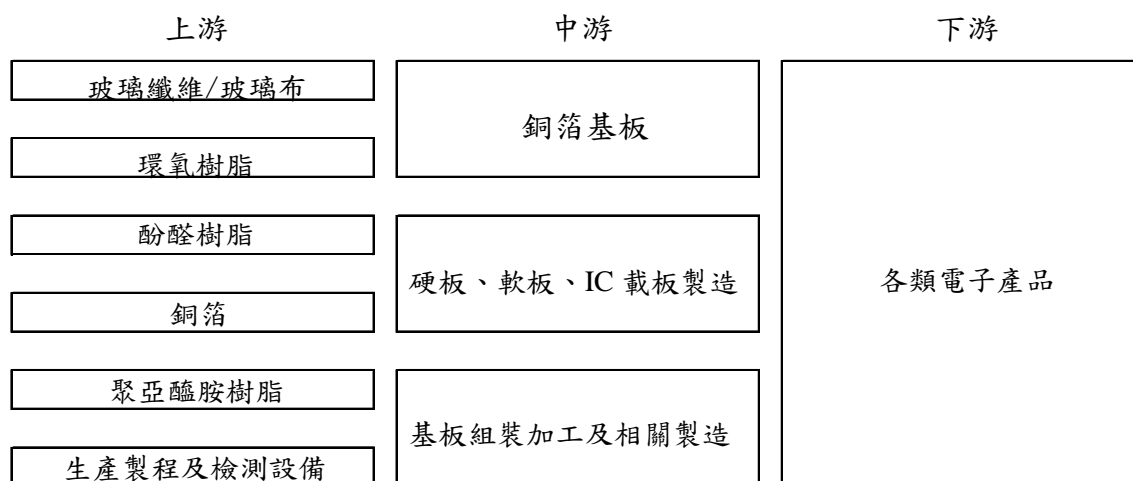 上游
中游
下游
玻璃纖維/玻璃布
環氧樹脂
酚醛樹脂
銅箔
聚亞醯胺樹脂
生產製程及檢測設備
銅箔基板
硬板、軟板、IC 載板製造
基板組裝加工及相關製造
各類電子產品